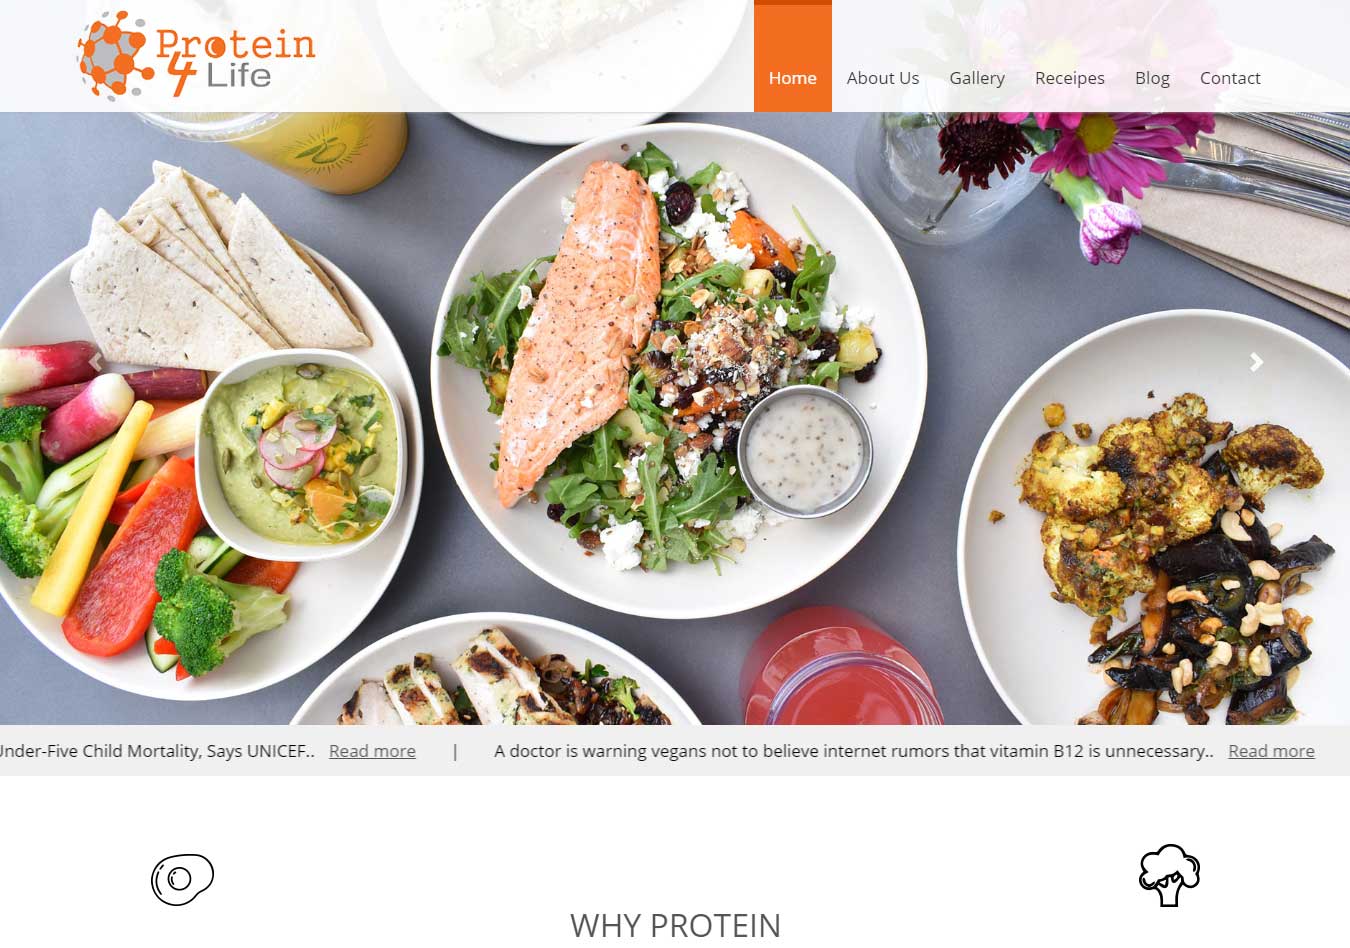 Protein
4 Life
Home About Us Gallery Receipes Blog Contact
Under-Five Child Mortality, Says UNICEF.. Read more | A doctor is warning vegans not to believe internet rumors that vitamin B12 is unnecessary.. Read more
WHY PROTEIN